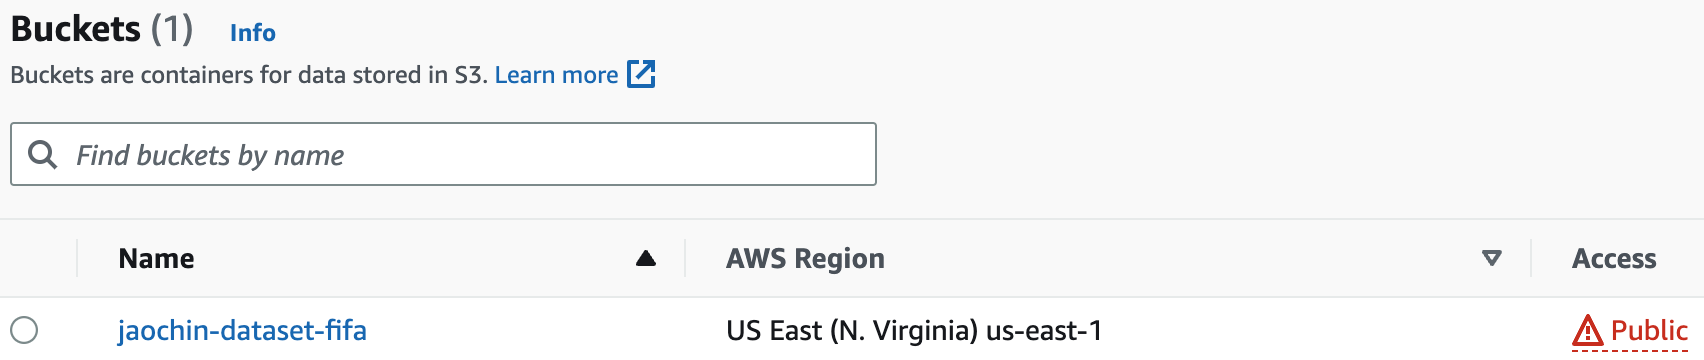 Buckets (1) Info
Buckets are containers for data stored in S3. Learn more
Find buckets by name
Name AWS Region Access
jaochin-dataset-fifa US East (N. Virginia) us-east-1 Public